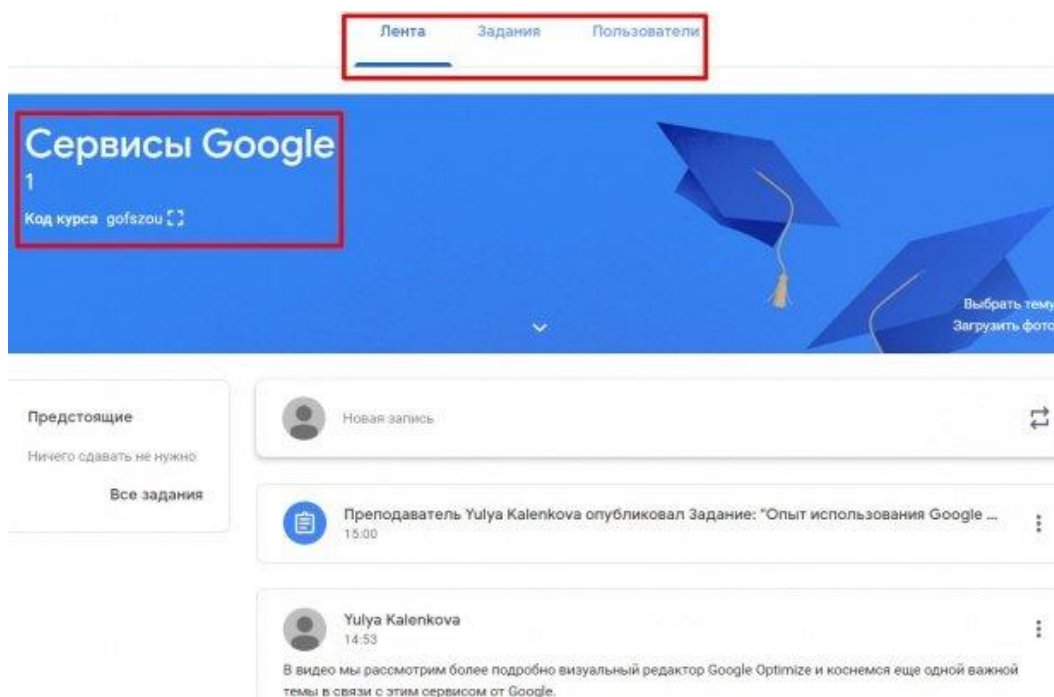 Лента Задания Пользователи
Сервисы Google
1
Код курса gofszou
Выбрать тему
Загрузить фото
Предстоящие
Ничего сдавать не нужно
Все задания
Новая запись
Преподаватель Yulya Kalenkova опубликовал Задание: "Опыт использования Google ...
15:00
Yulya Kalenkova
14:53
В видео мы рассмотрим более подробно визуальный редактор Google Optimize и коснемся еще одной важной
темы в связи с этим сервисом от Google.